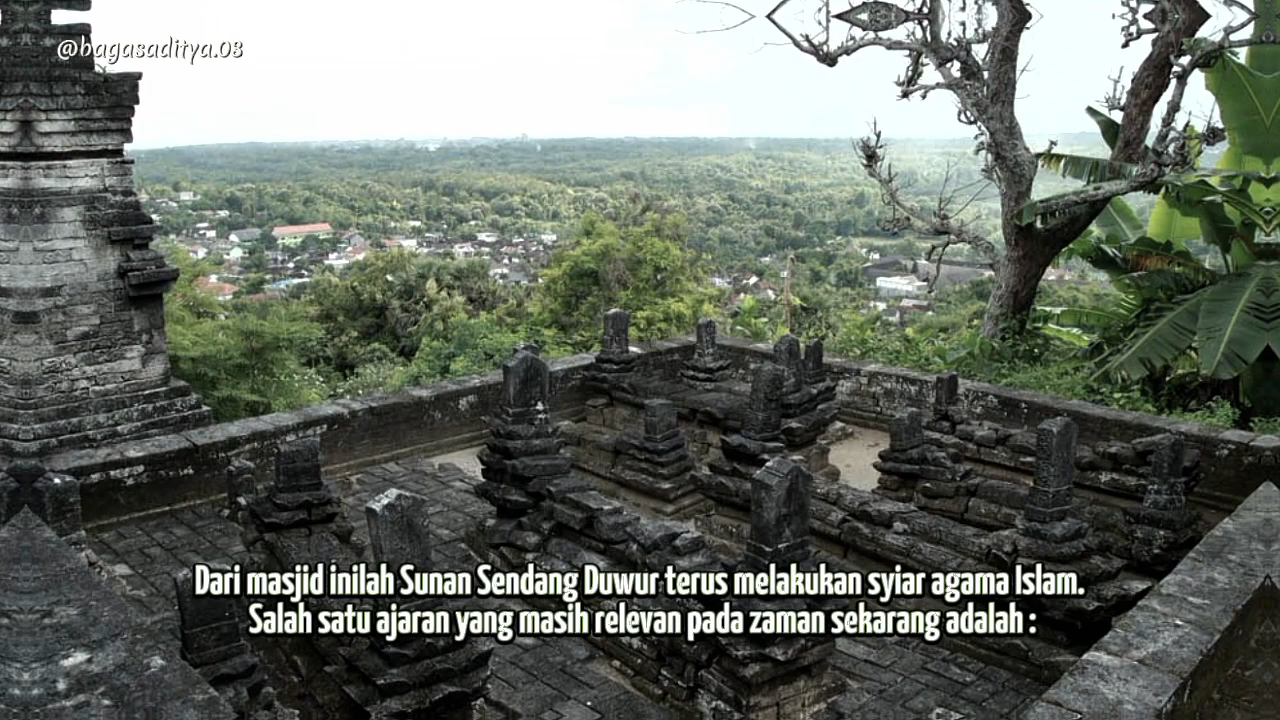 @bagasaditya.03
Dari masjid inilah Sunan Sendang Duwur terus melakukan syiar agama Islam.
Salah satu ajaran yang masih relevan pada zaman sekarang adalah :